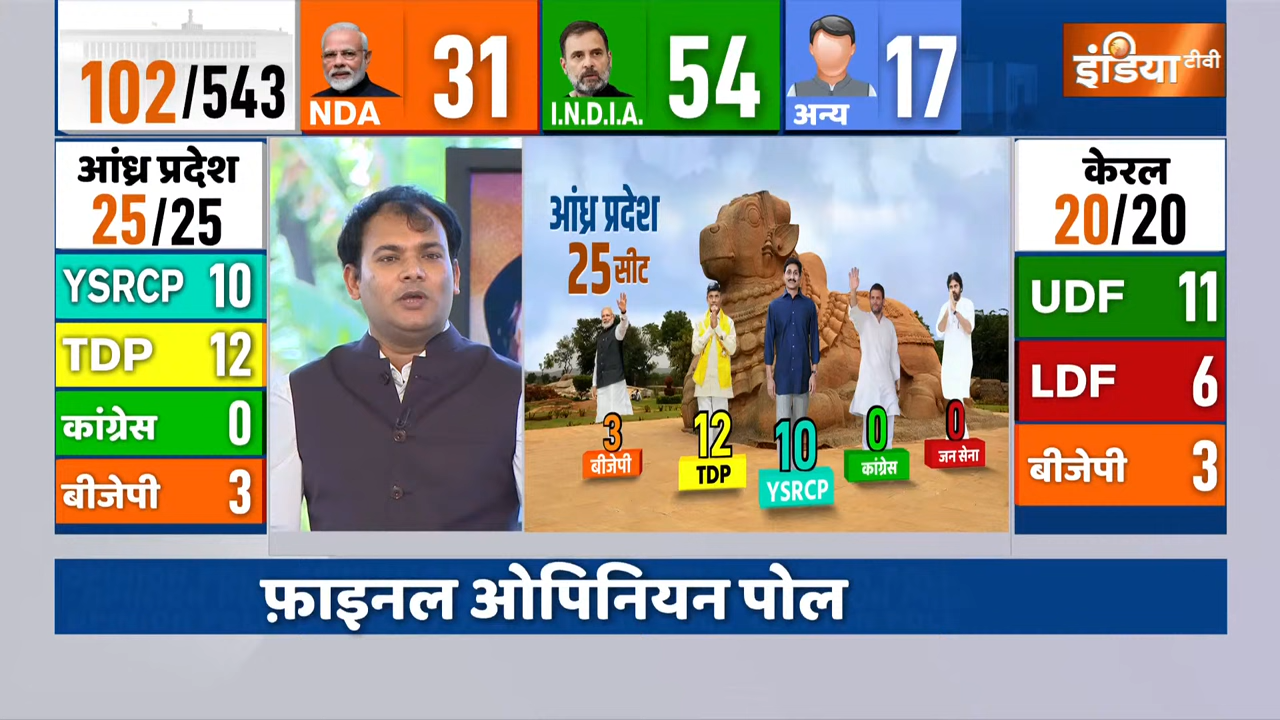 102/543
NDA
31
I.N.D.I.A.
54
अन्य
17
इंडिया टीवी
आंध्र प्रदेश
25/25
YSRCP 10
TDP 12
कांग्रेस 0
बीजेपी 3
आंध्र प्रदेश
25 सीट
3
बीजेपी
12
TDP
10
YSRCP
0
कांग्रेस
0
जन सेना
केरल
20/20
UDF 11
LDF 6
बीजेपी 3
फ़ाइनल ओपिनियन पोल